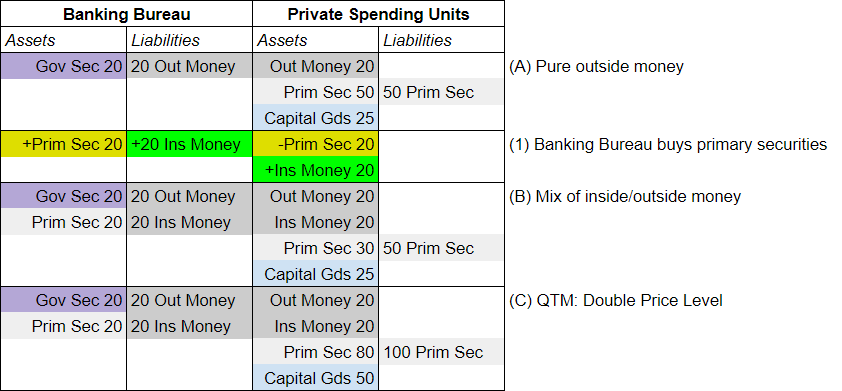 Banking Bureau Private Spending Units
Assets Liabilities Assets Liabilities
Gov Sec 20 20 Out Money Out Money 20 (A) Pure outside money
Prim Sec 50 50 Prim Sec
Capital Gds 25
+Prim Sec 20 +20 Ins Money -Prim Sec 20 (1) Banking Bureau buys primary securities
+Ins Money 20
Gov Sec 20 20 Out Money Out Money 20 (B) Mix of inside/outside money
Prim Sec 20 20 Ins Money Ins Money 20
Prim Sec 30 50 Prim Sec
Capital Gds 25
Gov Sec 20 20 Out Money Out Money 20 (C) QTM: Double Price Level
Prim Sec 20 20 Ins Money Ins Money 20
Prim Sec 80 100 Prim Sec
Capital Gds 50